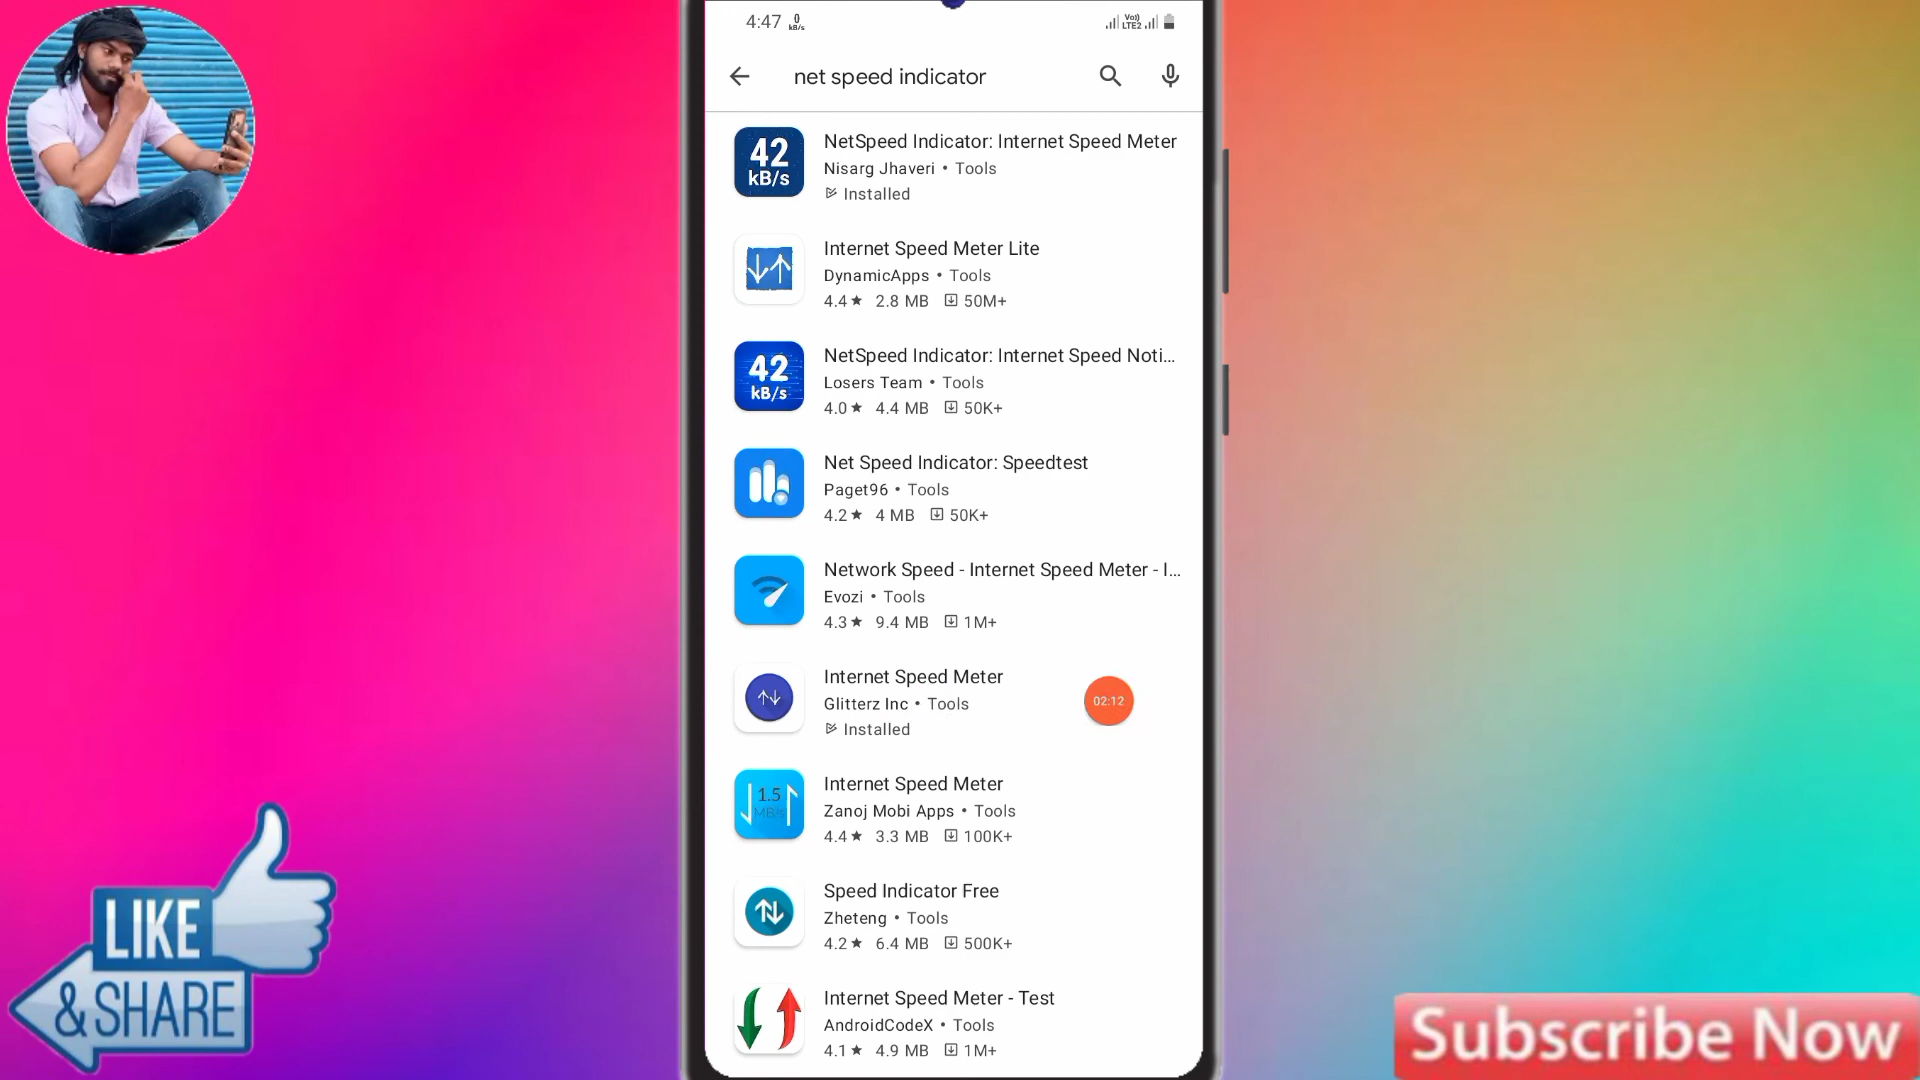 4:47 0 kB/s Vo)) LTE2
net speed indicator
42 kB/s
NetSpeed Indicator: Internet Speed Meter
Nisarg Jhaveri • Tools
Installed
Internet Speed Meter Lite
DynamicApps • Tools
4.4★ 2.8 MB 50M+
42 kB/s
NetSpeed Indicator: Internet Speed Noti...
Losers Team • Tools
4.0★ 4.4 MB 50K+
Net Speed Indicator: Speedtest
Paget96 • Tools
4.2★ 4 MB 50K+
Network Speed - Internet Speed Meter - I...
Evozi • Tools
4.3★ 9.4 MB 1M+
Internet Speed Meter
Glitterz Inc • Tools
Installed
02:12
1.5 MB/s
Internet Speed Meter
Zanoj Mobi Apps • Tools
4.4★ 3.3 MB 100K+
Speed Indicator Free
Zheteng • Tools
4.2★ 6.4 MB 500K+
Internet Speed Meter - Test
AndroidCodeX • Tools
4.1★ 4.9 MB 1M+
LIKE
&SHARE
Subscribe Now